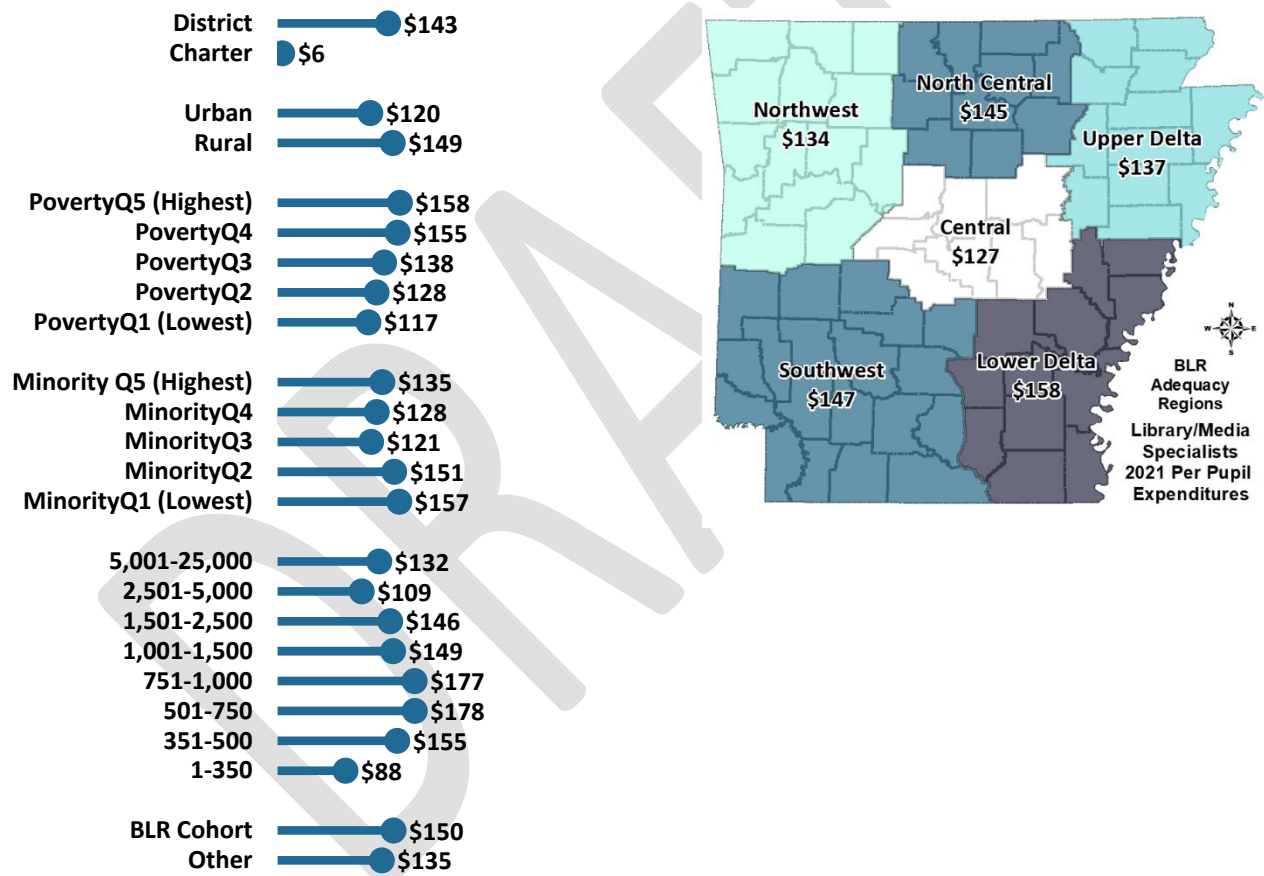 District $143
Charter $6
Urban $120
Rural $149
PovertyQ5 (Highest) $158
PovertyQ4 $155
PovertyQ3 $138
PovertyQ2 $128
PovertyQ1 (Lowest) $117
Minority Q5 (Highest) $135
MinorityQ4 $128
MinorityQ3 $121
MinorityQ2 $151
MinorityQ1 (Lowest) $157
5,001-25,000 $132
2,501-5,000 $109
1,501-2,500 $146
1,001-1,500 $149
751-1,000 $177
501-750 $178
351-500 $155
1-350 $88
BLR Cohort $150
Other $135
North Central
$145
Northwest
$134
Upper Delta
$137
Central
$127
Southwest
$147
Lower Delta
$158
N
W E
S
BLR
Adequacy
Regions
Library/Media
Specialists
2021 Per Pupil
Expenditures
DRA